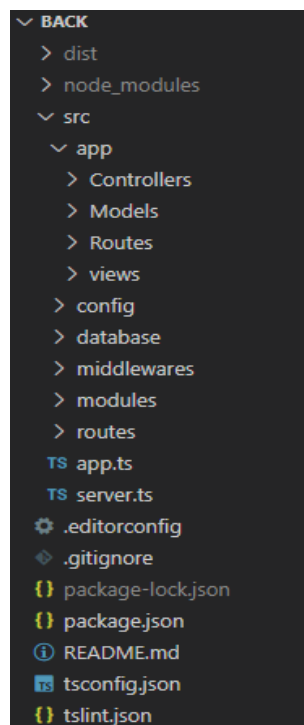 BACK
dist
node_modules
src
app
Controllers
Models
Routes
views
config
database
middlewares
modules
routes
TS app.ts
TS server.ts
.editorconfig
.gitignore
{} package-lock.json
{} package.json
README.md
TS tsconfig.json
{} tslint.json